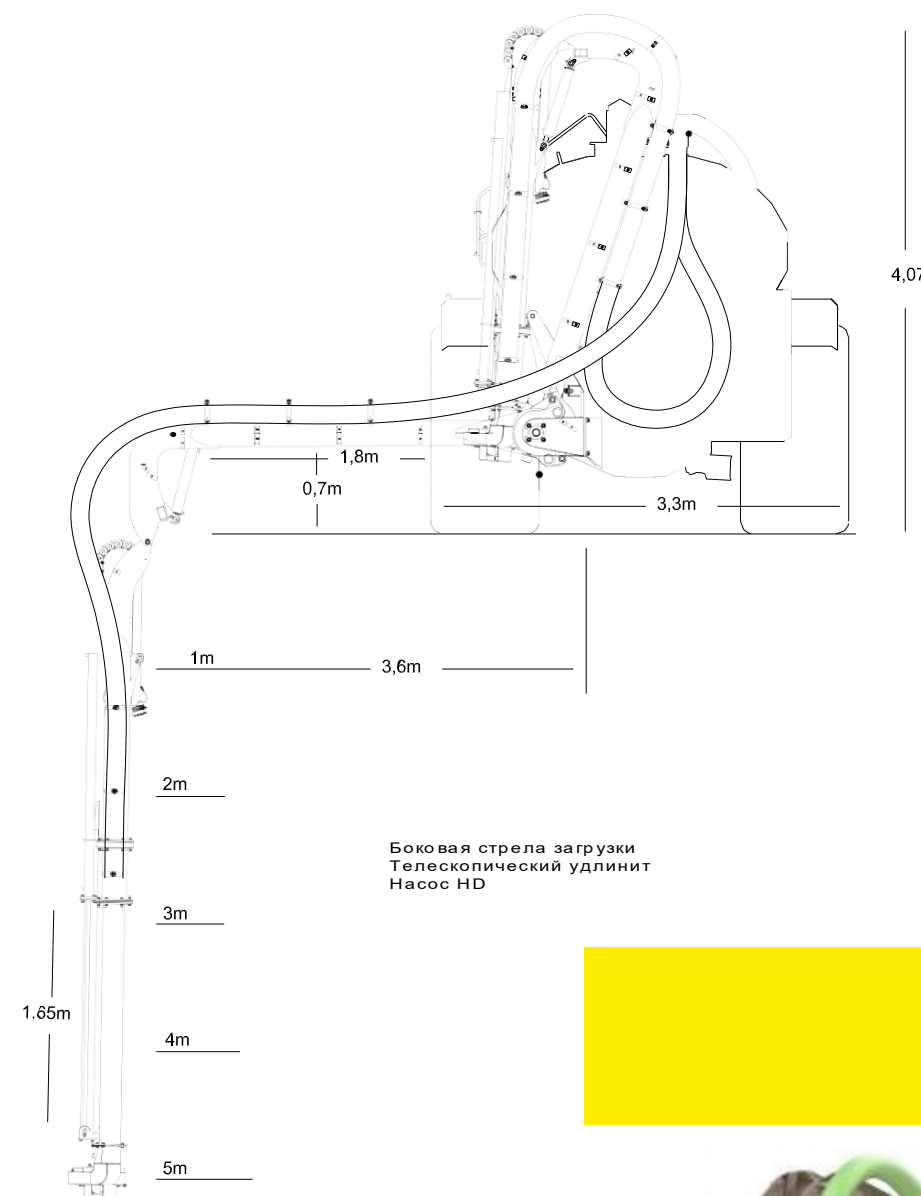 4,07
1,8m
0,7m
3,3m
1m
3,6m
2m
Боковая стрела загрузки
Телескопический удлинит
Насос HD
3m
1,65m
4m
5m